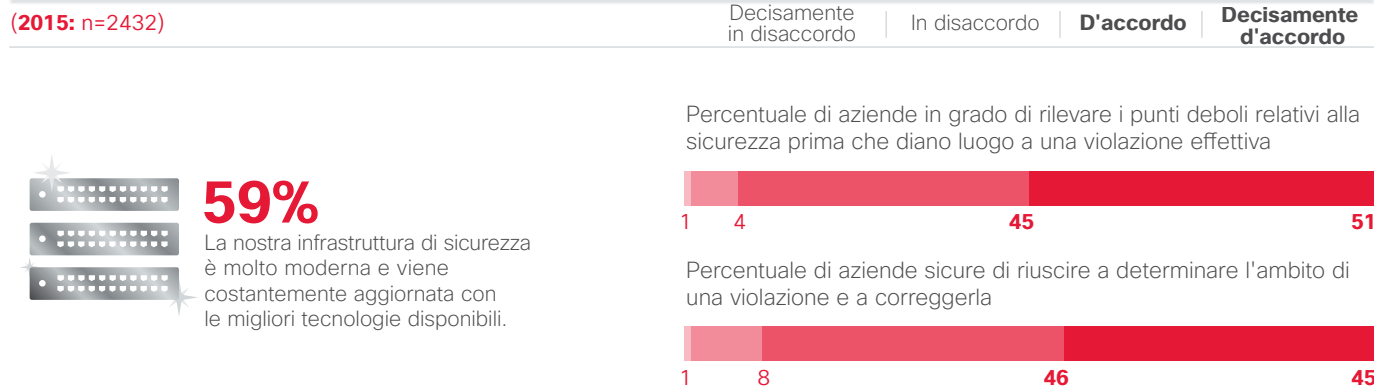 (2015: n=2432)
Decisamente
in disaccordo
In disaccordo
D'accordo
Decisamente
d'accordo
59%
La nostra infrastruttura di sicurezza
è molto moderna e viene
costantemente aggiornata con
le migliori tecnologie disponibili.
Percentuale di aziende in grado di rilevare i punti deboli relativi alla
sicurezza prima che diano luogo a una violazione effettiva
1 4 45 51
Percentuale di aziende sicure di riuscire a determinare l'ambito di
una violazione e a correggerla
1 8 46 45